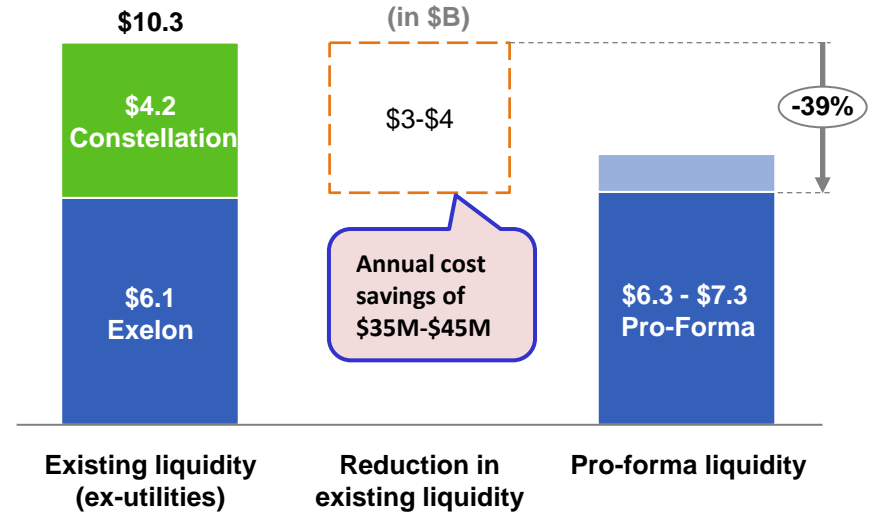 (in $B)
$10.3
$4.2
Constellation
$6.1
Exelon
$3-$4
Annual cost
savings of
$35M-$45M
-39%
$6.3 - $7.3
Pro-Forma
Existing liquidity
(ex-utilities)
Reduction in
existing liquidity
Pro-forma liquidity